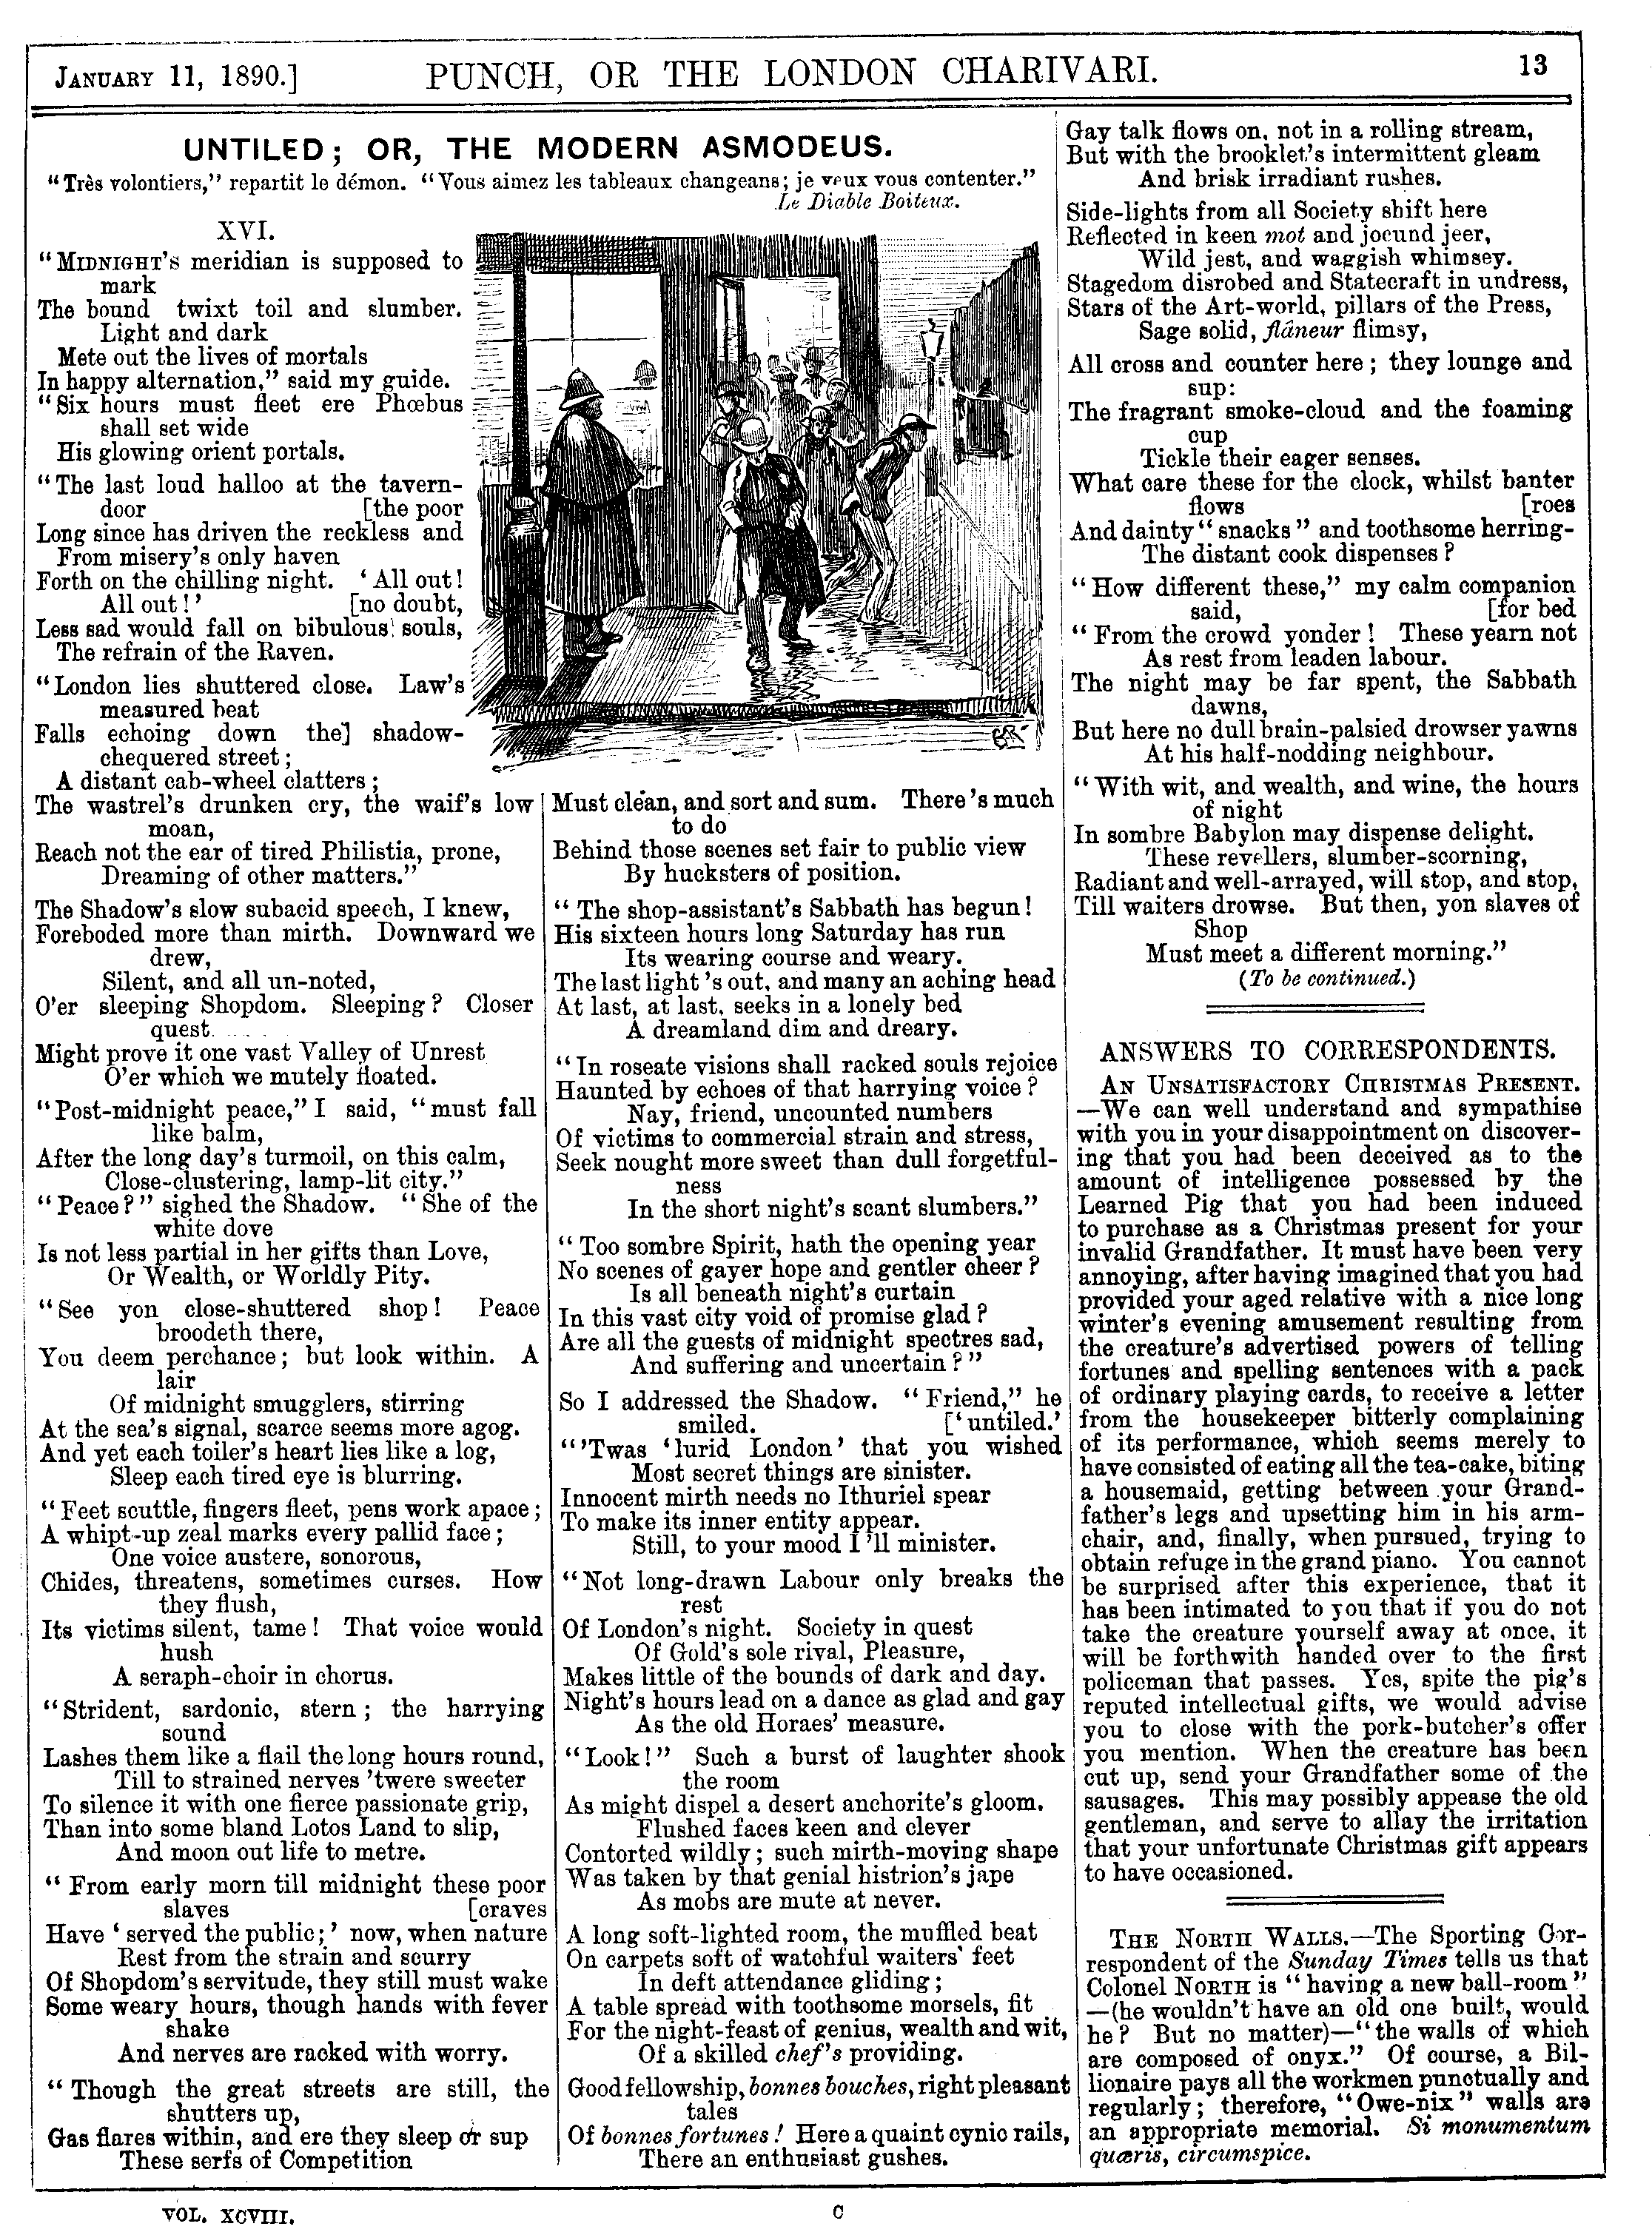 JANUARY 11, 1890.] PUNCH, OR THE LONDON CHARIVARI. 13
UNTILED; OR, THE MODERN ASMODEUS.
"Très volontiers," repartit le démon. "Vous aimez les tableaux changeans; je veux vous contenter."
Le Diable Boiteux.
XVI.
"MIDNIGHT'S meridian is supposed to
mark
The bound twixt toil and slumber.
Light and dark
Mete out the lives of mortals
In happy alternation," said my guide.
"Six hours must fleet ere Phœbus
shall set wide
His glowing orient portals.
"The last loud halloo at the tavern-
door [the poor
Long since has driven the reckless and
From misery's only haven
Forth on the chilling night. 'All out!
All out!' [no doubt,
Less sad would fall on bibulous souls,
The refrain of the Raven.
"London lies shuttered close. Law's
measured beat
Falls echoing down the] shadow-
chequered street;
A distant cab-wheel clatters;
The wastrel's drunken cry, the waif's low
moan,
Reach not the ear of tired Philistia, prone,
Dreaming of other matters."
The Shadow's slow subacid speech, I knew,
Foreboded more than mirth. Downward we
drew,
Silent, and all un-noted,
O'er sleeping Shopdom. Sleeping? Closer
quest
Might prove it one vast Valley of Unrest
O'er which we mutely floated.
"Post-midnight peace," I said, "must fall
like balm,
After the long day's turmoil, on this calm,
Close-clustering, lamp-lit city."
"Peace?" sighed the Shadow. "She of the
white dove
Is not less partial in her gifts than Love,
Or Wealth, or Worldly Pity.
"See yon close-shuttered shop! Peace
broodeth there,
You deem perchance; but look within. A
lair
Of midnight smugglers, stirring
At the sea's signal, scarce seems more agog.
And yet each toiler's heart lies like a log,
Sleep each tired eye is blurring.
"Feet scuttle, fingers fleet, pens work apace;
A whipt-up zeal marks every pallid face;
One voice austere, sonorous,
Chides, threatens, sometimes curses. How
they flush,
Its victims silent, tame! That voice would
hush
A seraph-choir in chorus.
"Strident, sardonic, stern; the harrying
sound
Lashes them like a flail the long hours round,
Till to strained nerves 'twere sweeter
To silence it with one fierce passionate grip,
Than into some bland Lotos Land to slip,
And moon out life to metre.
"From early morn till midnight these poor
slaves [craves
Have 'served the public;' now, when nature
Rest from the strain and scurry
Of Shopdom's servitude, they still must wake
Some weary hours, though hands with fever
shake
And nerves are racked with worry.
"Though the great streets are still, the
shutters up,
Gas flares within, and ere they sleep or sup
These serfs of Competition
Must clean, and sort and sum. There's much
to do
Behind those scenes set fair to public view
By hucksters of position.
"The shop-assistant's Sabbath has begun!
His sixteen hours long Saturday has run
Its wearing course and weary.
The last light's out, and many an aching head
At last, at last, seeks in a lonely bed
A dreamland dim and dreary.
"In roseate visions shall racked souls rejoice
Haunted by echoes of that harrying voice?
Nay, friend, uncounted numbers
Of victims to commercial strain and stress,
Seek nought more sweet than dull forgetful-
ness
In the short night's scant slumbers."
"Too sombre Spirit, hath the opening year
No scenes of gayer hope and gentler cheer?
Is all beneath night's curtain
In this vast city void of promise glad?
Are all the guests of midnight spectres sad,
And suffering and uncertain?"
So I addressed the Shadow. "Friend," he
smiled. ['untiled.'
"'Twas 'lurid London' that you wished
Most secret things are sinister.
Innocent mirth needs no Ithuriel spear
To make its inner entity appear.
Still, to your mood I'll minister.
"Not long-drawn Labour only breaks the
rest
Of London's night. Society in quest
Of Gold's sole rival, Pleasure,
Makes little of the bounds of dark and day.
Night's hours lead on a dance as glad and gay
As the old Horaes' measure.
"Look!" Such a burst of laughter shook
the room
As might dispel a desert anchorite's gloom.
Flushed faces keen and clever
Contorted wildly; such mirth-moving shape
Was taken by that genial histrion's jape
As mobs are mute at never.
A long soft-lighted room, the muffled beat
On carpets soft of watchful waiters' feet
In deft attendance gliding;
A table spread with toothsome morsels, fit
For the night-feast of genius, wealth and wit,
Of a skilled chef's providing.
Good fellowship, bonnes bouches, right pleasant
tales
Of bonnes fortunes! Here a quaint cynic rails,
There an enthusiast gushes.
Gay talk flows on, not in a rolling stream,
But with the brooklet's intermittent gleam
And brisk irradiant rushes.
Side-lights from all Society shift here
Reflected in keen mot and jocund jeer,
Wild jest, and waggish whimsey.
Stagedom disrobed and Statecraft in undress,
Stars of the Art-world, pillars of the Press,
Sage solid, flâneur flimsy,
All cross and counter here; they lounge and
sup:
The fragrant smoke-cloud and the foaming
cup
Tickle their eager senses.
What care these for the clock, whilst banter
flows [roes
And dainty "snacks" and toothsome herring-
The distant cook dispenses?
"How different these," my calm companion
said, [for bed
"From the crowd yonder! These yearn not
As rest from leaden labour.
The night may be far spent, the Sabbath
dawns,
But here no dull brain-palsied drowser yawns
At his half-nodding neighbour.
"With wit, and wealth, and wine, the hours
of night
In sombre Babylon may dispense delight.
These revellers, slumber-scorning,
Radiant and well-arrayed, will stop, and stop,
Till waiters drowse. But then, yon slaves of
Shop
Must meet a different morning."
(To be continued.)
ANSWERS TO CORRESPONDENTS.
AN UNSATISFACTORY CHRISTMAS PRESENT.
—We can well understand and sympathise
with you in your disappointment on discover-
ing that you had been deceived as to the
amount of intelligence possessed by the
Learned Pig that you had been induced
to purchase as a Christmas present for your
invalid Grandfather. It must have been very
annoying, after having imagined that you had
provided your aged relative with a nice long
winter's evening amusement resulting from
the creature's advertised powers of telling
fortunes and spelling sentences with a pack
of ordinary playing cards, to receive a letter
from the housekeeper bitterly complaining
of its performance, which seems merely to
have consisted of eating all the tea-cake, biting
a housemaid, getting between your Grand-
father's legs and upsetting him in his arm-
chair, and, finally, when pursued, trying to
obtain refuge in the grand piano. You cannot
be surprised after this experience, that it
has been intimated to you that if you do not
take the creature yourself away at once, it
will be forthwith handed over to the first
policeman that passes. Yes, spite the pig's
reputed intellectual gifts, we would advise
you to close with the pork-butcher's offer
you mention. When the creature has been
cut up, send your Grandfather some of the
sausages. This may possibly appease the old
gentleman, and serve to allay the irritation
that your unfortunate Christmas gift appears
to have occasioned.
THE NORTH WALLS.—The Sporting Cor-
respondent of the Sunday Times tells us that
Colonel NORTH is "having a new ball-room"
—(he wouldn't have an old one built, would
he? But no matter)—"the walls of which
are composed of onyx." Of course, a Bil-
lionaire pays all the workmen punctually and
regularly; therefore, "Owe-nix" walls are
an appropriate memorial. Si monumentum
quæris, circumspice.
VOL. XCVIII. C